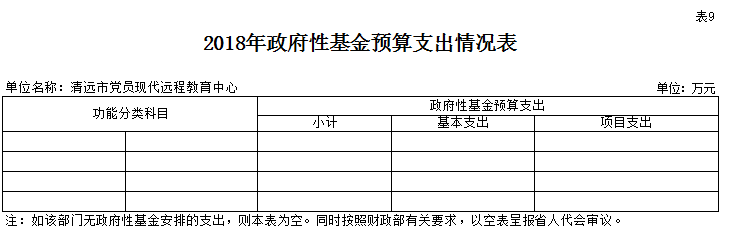 表9
2018年政府性基金预算支出情况表
单位名称：清远市党员现代远程教育中心 单位：万元
功能分类科目 政府性基金预算支出
小计 基本支出 项目支出
注：如该部门无政府性基金安排的支出，则本表为空。同时按照财政部有关要求，以空表呈报省人代会审议。